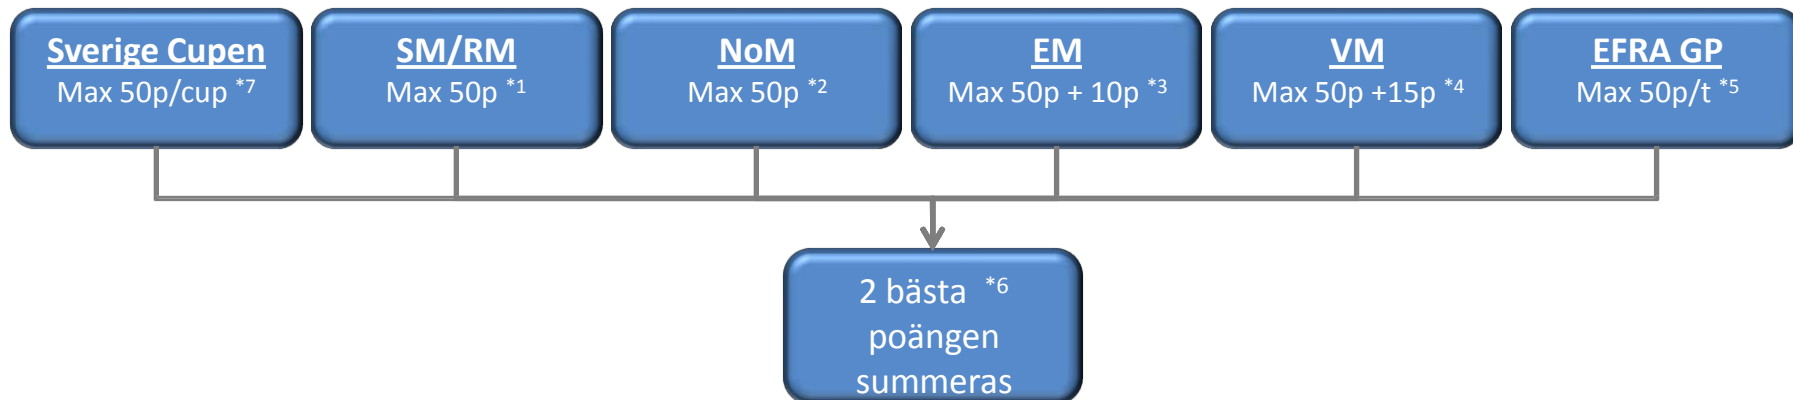 Sverige Cupen
Max 50p/cup *7
SM/RM
Max 50p *1
NoM
Max 50p *2
EM
Max 50p + 10p *3
VM
Max 50p +15p *4
EFRA GP
Max 50p/t *5
2 bästa *6
poängen
summeras